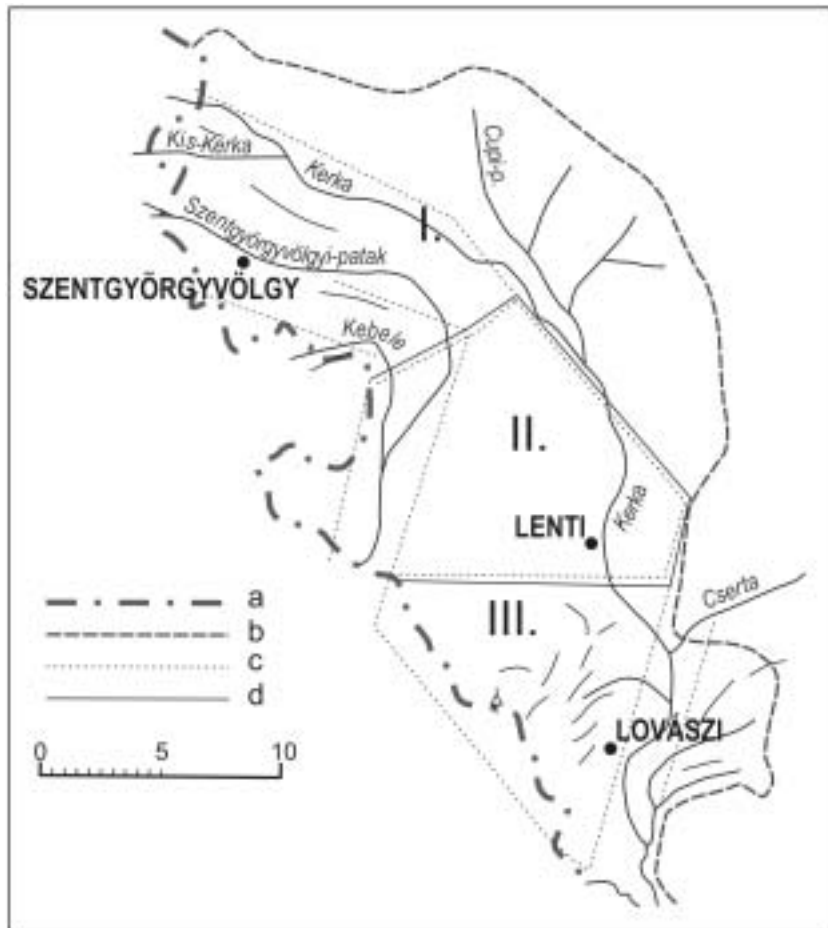 Cupi-p.
Kis-Kerka
Kerka
I.
Szentgyörgyvölgyi-patak
SZENTGYÖRGYVÖLGY
Kebele
II.
LENTI
Kerka
Cserta
III.
LOVÁSZI
a
b
c
d
0 5 10